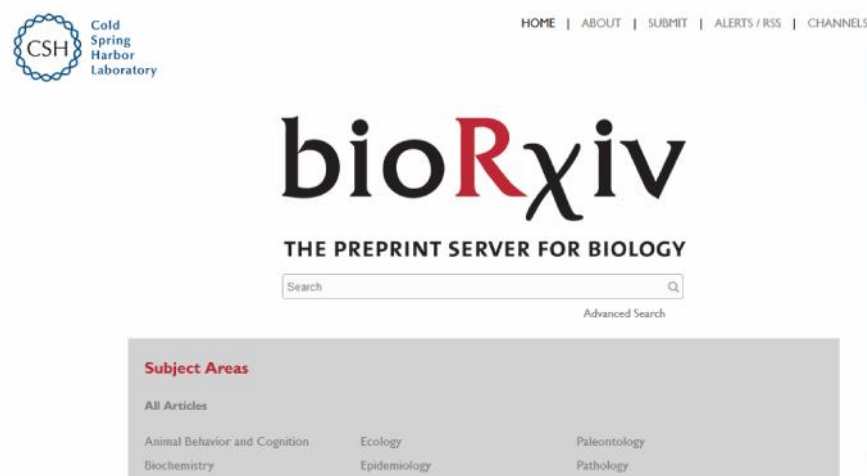 CSH
Cold
Spring
Harbor
Laboratory
HOME | ABOUT | SUBMIT | ALERTS / RSS | CHANNELS
bioRχiv
THE PREPRINT SERVER FOR BIOLOGY
Search
Advanced Search
Subject Areas
All Articles
Animal Behavior and Cognition Ecology Paleontology
Biochemistry Epidemiology Pathology